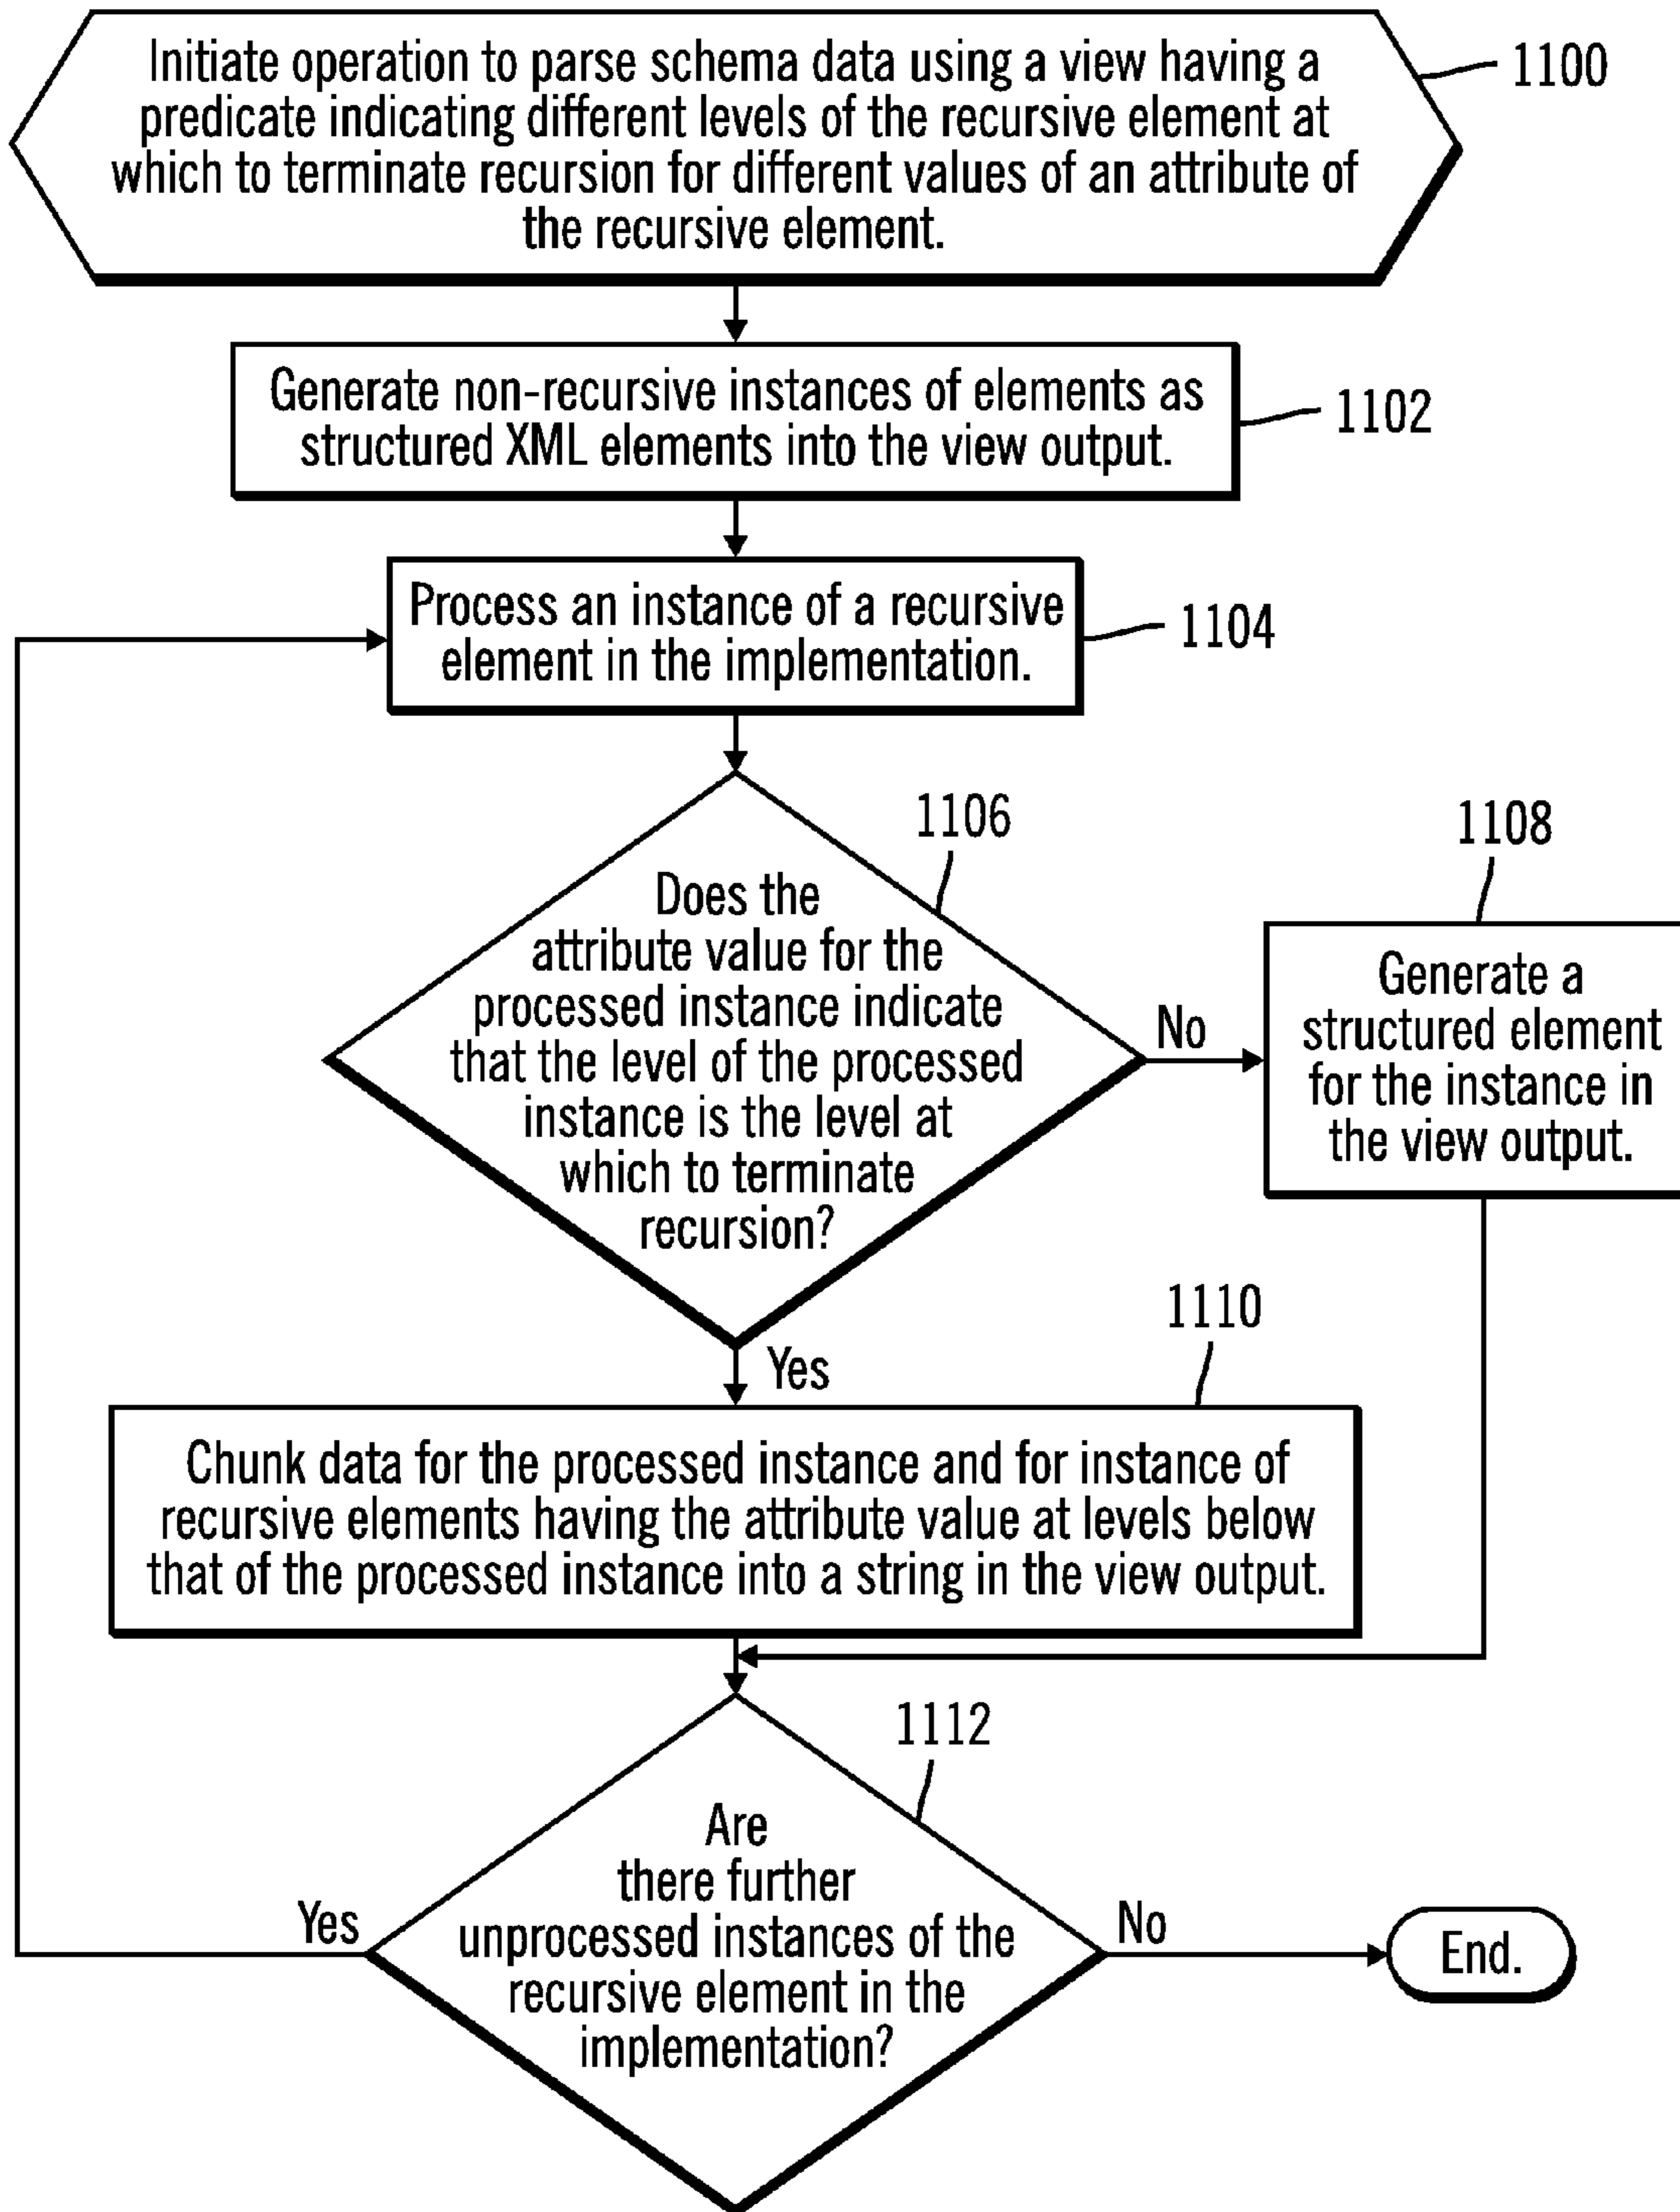 Initiate operation to parse schema data using a view having a
predicate indicating different levels of the recursive element at
which to terminate recursion for different values of an attribute of
the recursive element.
1100
Generate non-recursive instances of elements as
structured XML elements into the view output.
1102
Process an instance of a recursive
element in the implementation.
1104
1106
Does the
attribute value for the
processed instance indicate
that the level of the processed
instance is the level at
which to terminate
recursion?
No
1108
Generate a
structured element
for the instance in
the view output.
Yes
1110
Chunk data for the processed instance and for instance of
recursive elements having the attribute value at levels below
that of the processed instance into a string in the view output.
1112
Are
there further
unprocessed instances of the
recursive element in the
implementation?
Yes
No
End.